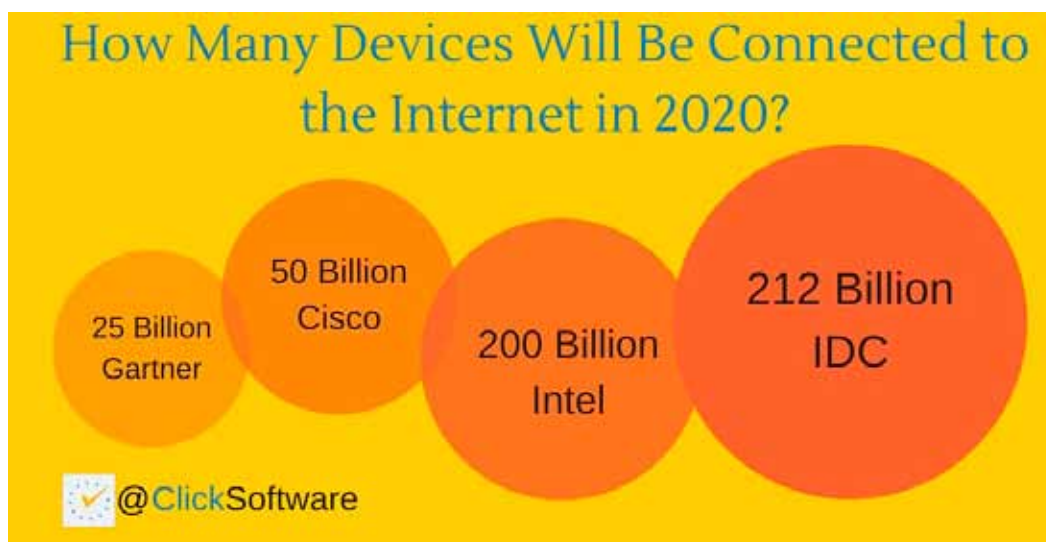 How Many Devices Will Be Connected to
the Internet in 2020?
25 Billion
Gartner
50 Billion
Cisco
200 Billion
Intel
212 Billion
IDC
@ClickSoftware